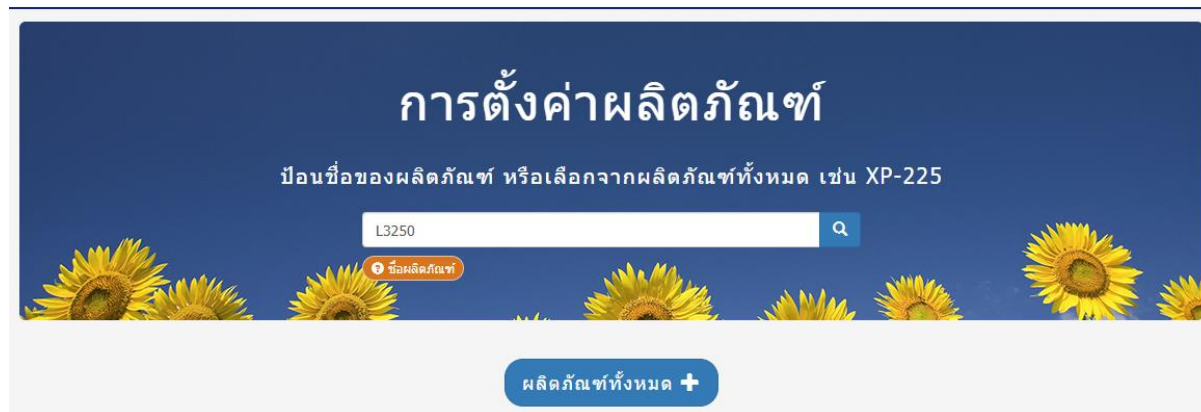 การตั้งค่าผลิตภัณฑ์
ป้อนชื่อของผลิตภัณฑ์ หรือเลือกจากผลิตภัณฑ์ทั้งหมด เช่น XP-225
L3250
ชื่อผลิตภัณฑ์
ผลิตภัณฑ์ทั้งหมด